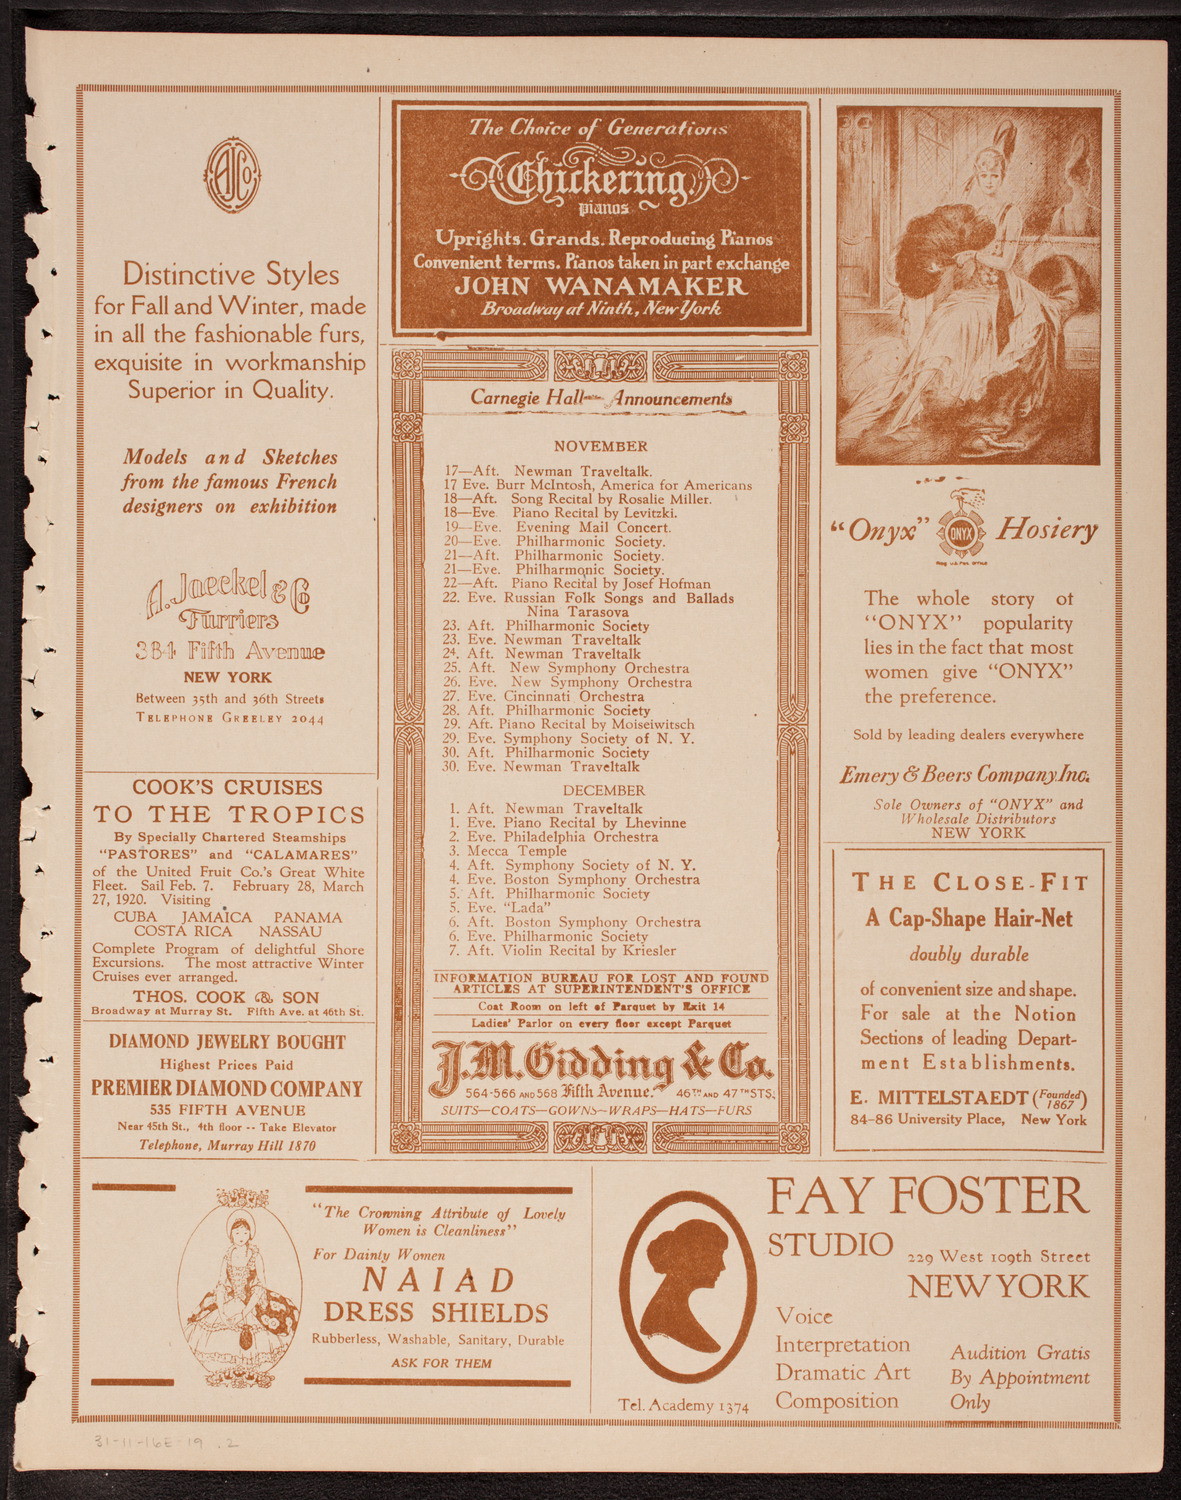 AJCo
Distinctive Styles
for Fall and Winter, made
in all the fashionable furs,
exquisite in workmanship
Superior in Quality.
Models and Sketches
from the famous French
designers on exhibition
A. Jaeckel & Co
Furriers
384 Fifth Avenue
NEW YORK
Between 35th and 36th Streets
TELEPHONE GREELEY 2044
COOK'S CRUISES
TO THE TROPICS
By Specially Chartered Steamships
"PASTORES" and "CALAMARES"
of the United Fruit Co.'s Great White
Fleet. Sail Feb. 7. February 28, March
27, 1920. Visiting
CUBA JAMAICA PANAMA
COSTA RICA NASSAU
Complete Program of delightful Shore
Excursions. The most attractive Winter
Cruises ever arranged.
THOS. COOK & SON
Broadway at Murray St. Fifth Ave. at 46th St.
DIAMOND JEWELRY BOUGHT
Highest Prices Paid
PREMIER DIAMOND COMPANY
535 FIFTH AVENUE
Near 45th St., 4th floor -- Take Elevator
Telephone, Murray Hill 1870
The Choice of Generations
Chickering
pianos
Uprights. Grands. Reproducing Pianos
Convenient terms. Pianos taken in part exchange
JOHN WANAMAKER
Broadway at Ninth, New York
Carnegie Hall Announcements
NOVEMBER
17—Aft. Newman Traveltalk.
17 Eve. Burr McIntosh, America for Americans
18—Aft. Song Recital by Rosalie Miller.
18—Eve. Piano Recital by Levitzki.
19—Eve. Evening Mail Concert.
20—Eve. Philharmonic Society.
21—Aft. Philharmonic Society.
21—Eve. Philharmonic Society.
22—Aft. Piano Recital by Josef Hofman
22. Eve. Russian Folk Songs and Ballads
Nina Tarasova
23. Aft. Philharmonic Society
23. Eve. Newman Traveltalk
24. Aft. Newman Traveltalk
25. Aft. New Symphony Orchestra
26. Eve. New Symphony Orchestra
27. Eve. Cincinnati Orchestra
28. Aft. Philharmonic Society
29. Aft. Piano Recital by Moiseiwitsch
29. Eve. Symphony Society of N. Y.
30. Aft. Philharmonic Society
30. Eve. Newman Traveltalk
DECEMBER
1. Aft. Newman Traveltalk
1. Eve. Piano Recital by Lhevinne
2. Eve. Philadelphia Orchestra
3. Mecca Temple
4. Aft. Symphony Society of N. Y.
4. Eve. Boston Symphony Orchestra
5. Aft. Philharmonic Society
5. Eve. "Lada"
6. Aft. Boston Symphony Orchestra
6. Eve. Philharmonic Society
7. Aft. Violin Recital by Kriesler
INFORMATION BUREAU FOR LOST AND FOUND
ARTICLES AT SUPERINTENDENT'S OFFICE
Coat Room on left of Parquet by Exit 14
Ladies' Parlor on every floor except Parquet
J.M. Gidding & Co.
564-566 AND 568 Fifth Avenue. 46TH AND 47TH STS.
SUITS—COATS—GOWNS—WRAPS—HATS—FURS
"Onyx" ONYX Hosiery
Reg. U.S. Pat. Office
The whole story of
"ONYX" popularity
lies in the fact that most
women give "ONYX"
the preference.
Sold by leading dealers everywhere
Emery & Beers Company Inc.
Sole Owners of "ONYX" and
Wholesale Distributors
NEW YORK
THE CLOSE-FIT
A Cap-Shape Hair-Net
doubly durable
of convenient size and shape.
For sale at the Notion
Sections of leading Depart-
ment Establishments.
E. MITTELSTAEDT (Founded 1867)
84–86 University Place, New York
"The Crowning Attribute of Lovely
Women is Cleanliness"
For Dainty Women
NAIAD
DRESS SHIELDS
Rubberless, Washable, Sanitary, Durable
ASK FOR THEM
FAY FOSTER
STUDIO 229 West 109th Street
NEW YORK
Voice
Interpretation
Dramatic Art
Composition
Audition Gratis
By Appointment
Only
Tel. Academy 1374
31-11-16E-19 .2